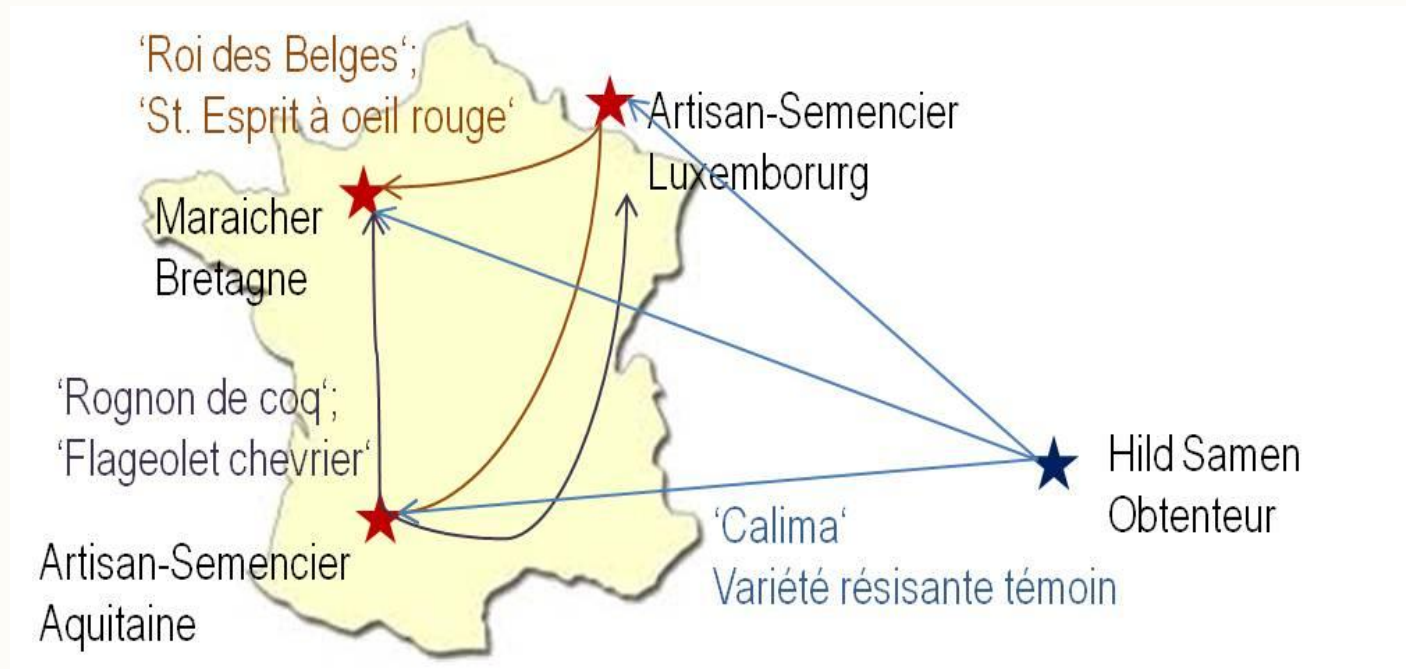 ‘Roi des Belges‘;
‘St. Esprit à oeil rouge‘
Artisan-Semencier
Luxemborurg
Maraicher
Bretagne
‘Rognon de coq‘;
‘Flageolet chevrier‘
Artisan-Semencier
Aquitaine
Hild Samen
Obtenteur
‘Calima‘
Variété résisante témoin